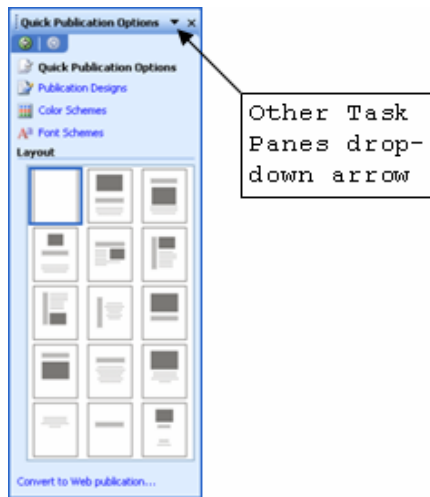 Quick Publication Options
Quick Publication Options
Publication Designs
Color Schemes
Font Schemes
Layout
Convert to Web publication...
Other Task
Panes drop-
down arrow